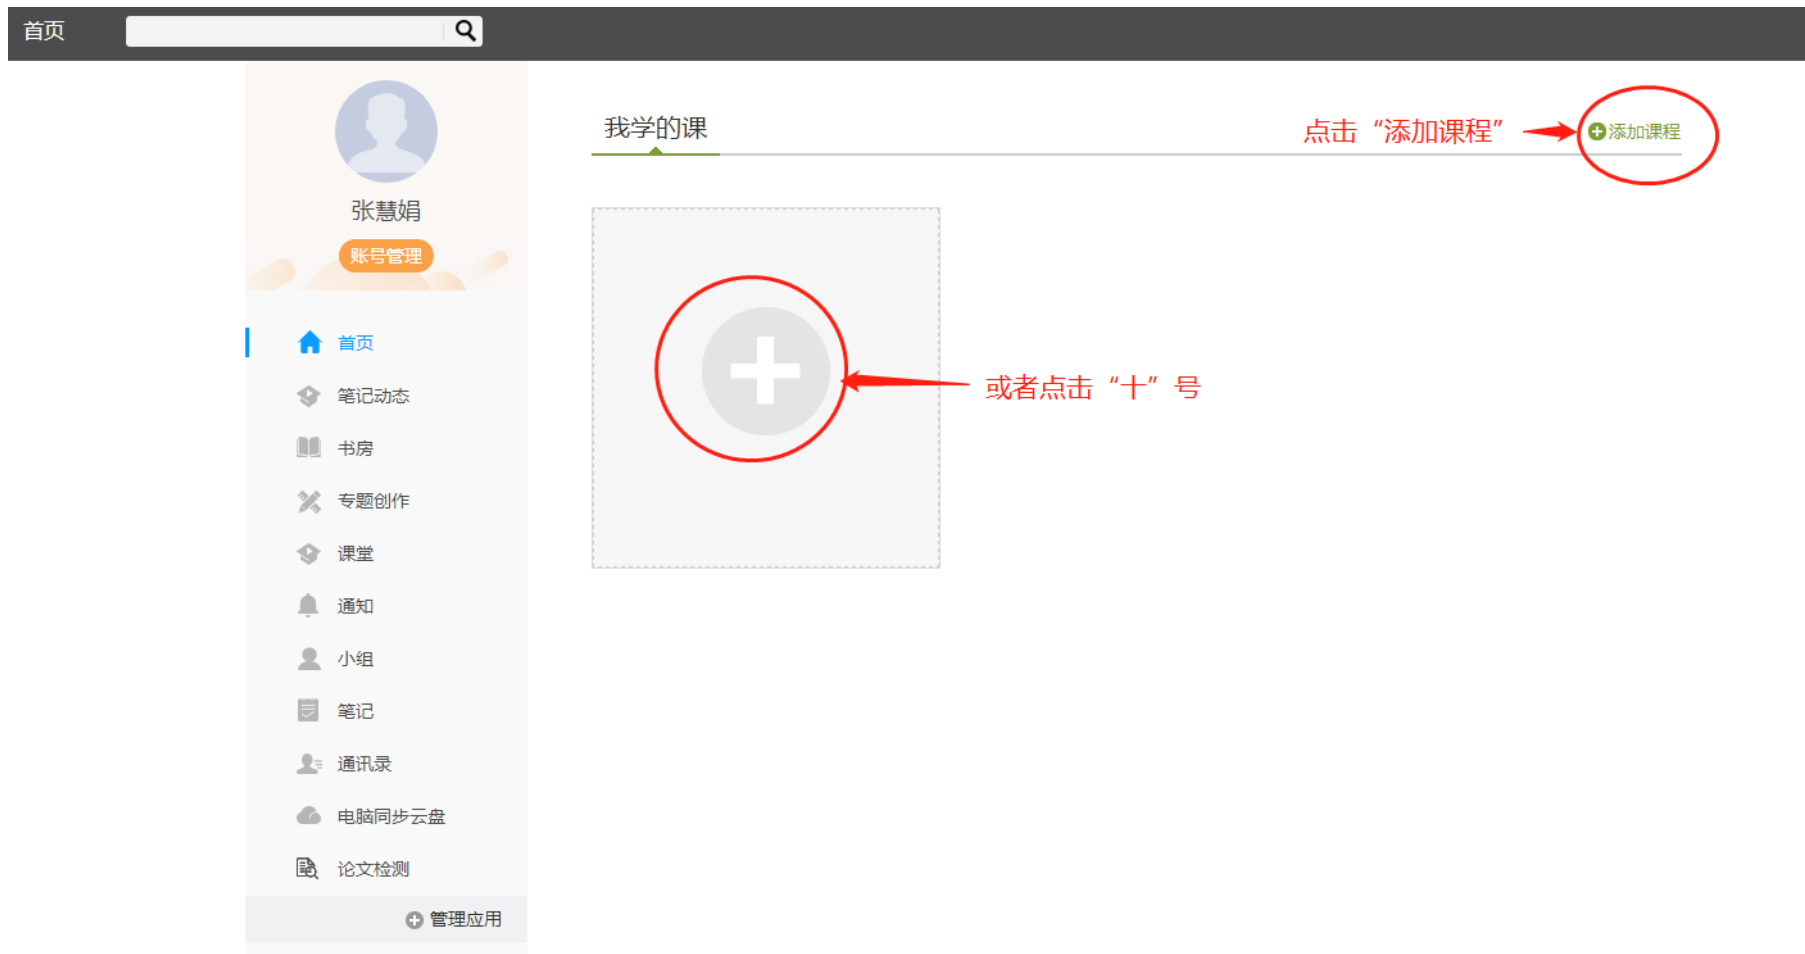 首页
张慧娟
账号管理
首页
笔记动态
书房
专题创作
课堂
通知
小组
笔记
通讯录
电脑同步云盘
论文检测
管理应用
我学的课
点击“添加课程”
添加课程
或者点击“十”号